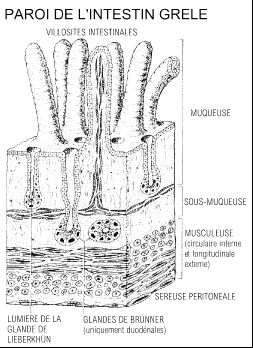 PAROI DE L'INTESTIN GRELE
VILLOSITES INTESTINALES
MUQUEUSE
SOUS-MUQUEUSE
MUSCULEUSE
(circulaire interne
et longitudinale
externe)
SEREUSE PERITONEALE
LUMIERE DE LA
GLANDE DE
LIEBERKHÜN
GLANDES DE BRÜNNER
(uniquement duodénales)